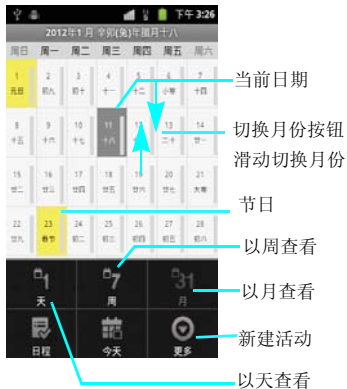 下午 3:26
2012年1月 辛卯(兔)年腊月十八
周日 周一 周二 周三 周四 周五 周六
1 2 3 4 5 6 7
元旦 初九 初十 十一 十二 小寒 十四
当前日期
8 9 10 11 12 13 14
十五 十六 十七 十八 二十 廿一
切换月份按钮
滑动切换月份
15 16 17 18 19 20 21
廿二 廿三 廿四 廿五 廿六 廿七 大寒
节日
22 23 24 25 26 27 28
廿九 春节 初二 初三 初四 初五 初六
以周查看
1 7 31
天 周 月
以月查看
日程 今天 更多
新建活动
以天查看